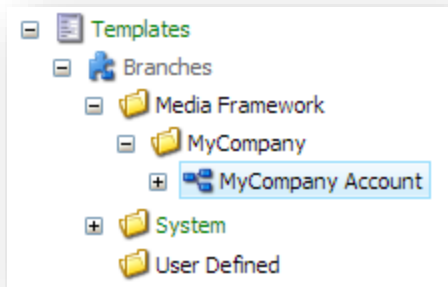 Templates
Branches
Media Framework
MyCompany
MyCompany Account
System
User Defined